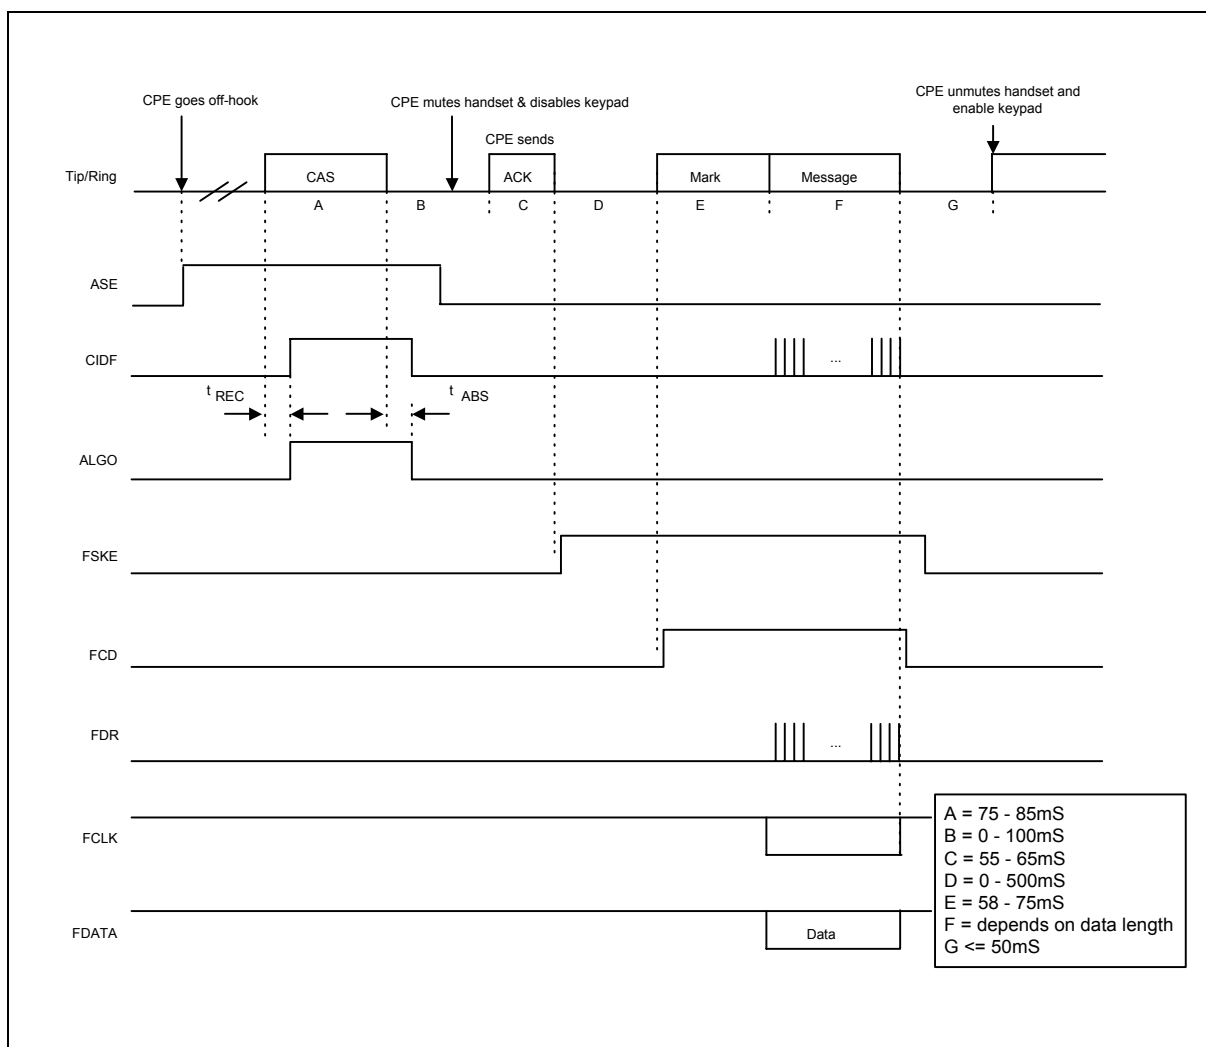 CPE goes off-hook
CPE mutes handset & disables keypad
CPE unmutes handset and
enable keypad
CPE sends
Tip/Ring
CAS
ACK
Mark
Message
A
B
C
D
E
F
G
ASE
CIDF
...
t REC
t ABS
ALGO
FSKE
FCD
FDR
...
FCLK
FDATA
Data
A = 75 - 85mS
B = 0 - 100mS
C = 55 - 65mS
D = 0 - 500mS
E = 58 - 75mS
F = depends on data length
G <= 50mS